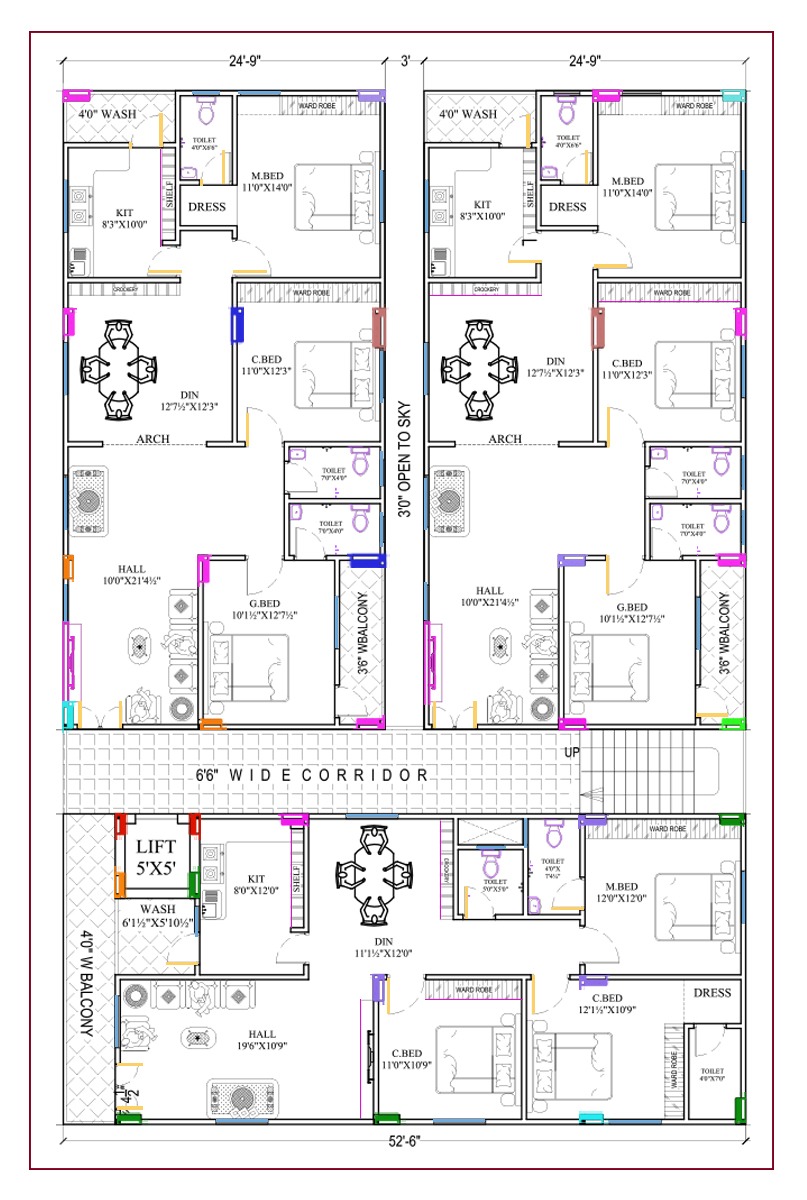 24'-9"
3'
24'-9"
4'0" WASH
TOILET
4'0"X6'6"
WARD ROBE
M.BED
11'0"X14'0"
SHELF
KIT
8'3"X10'0"
DRESS
CROCKERY
WARD ROBE
C.BED
11'0"X12'3"
DIN
12'7½"X12'3"
ARCH
TOILET
7'0"X4'0"
TOILET
7'0"X4'0"
HALL
10'0"X21'4½"
G.BED
10'1½"X12'7½"
3'6" WBALCONY
3'0" OPEN TO SKY
4'0" WASH
TOILET
4'0"X6'6"
WARD ROBE
M.BED
11'0"X14'0"
SHELF
KIT
8'3"X10'0"
DRESS
CROCKERY
WARD ROBE
C.BED
11'0"X12'3"
DIN
12'7½"X12'3"
ARCH
TOILET
7'0"X4'0"
TOILET
7'0"X4'0"
HALL
10'0"X21'4½"
G.BED
10'1½"X12'7½"
3'6" WBALCONY
UP
6'6" WIDE CORRIDOR
LIFT
5'X5'
WASH
6'1½"X5'10½"
4'0" W BALCONY
KIT
8'0"X12'0"
SHELF
DIN
11'1½"X12'0"
CROCKERY
TOILET
5'0"X5'0"
TOILET
4'0"X
7'4½"
WARD ROBE
M.BED
12'0"X12'0"
HALL
19'6"X10'9"
WARD ROBE
C.BED
11'0"X10'9"
C.BED
12'1½"X10'9"
DRESS
WARD ROBE
TOILET
4'0"X7'0"
52'-6"